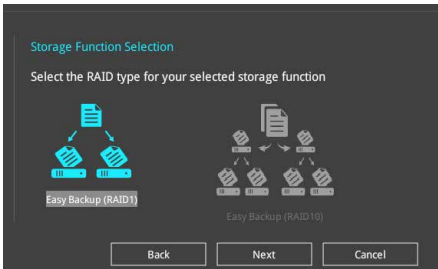 Storage Function Selection
Select the RAID type for your selected storage function
Easy Backup (RAID1)
Easy Backup (RAID10)
Back
Next
Cancel